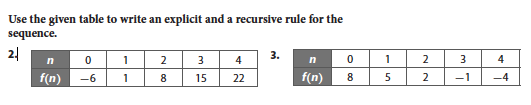 Use the given table to write an explicit and a recursive rule for the
sequence.
2. n 0 1 2 3 4
f(n) −6 1 8 15 22
3. n 0 1 2 3 4
f(n) 8 5 2 −1 −4